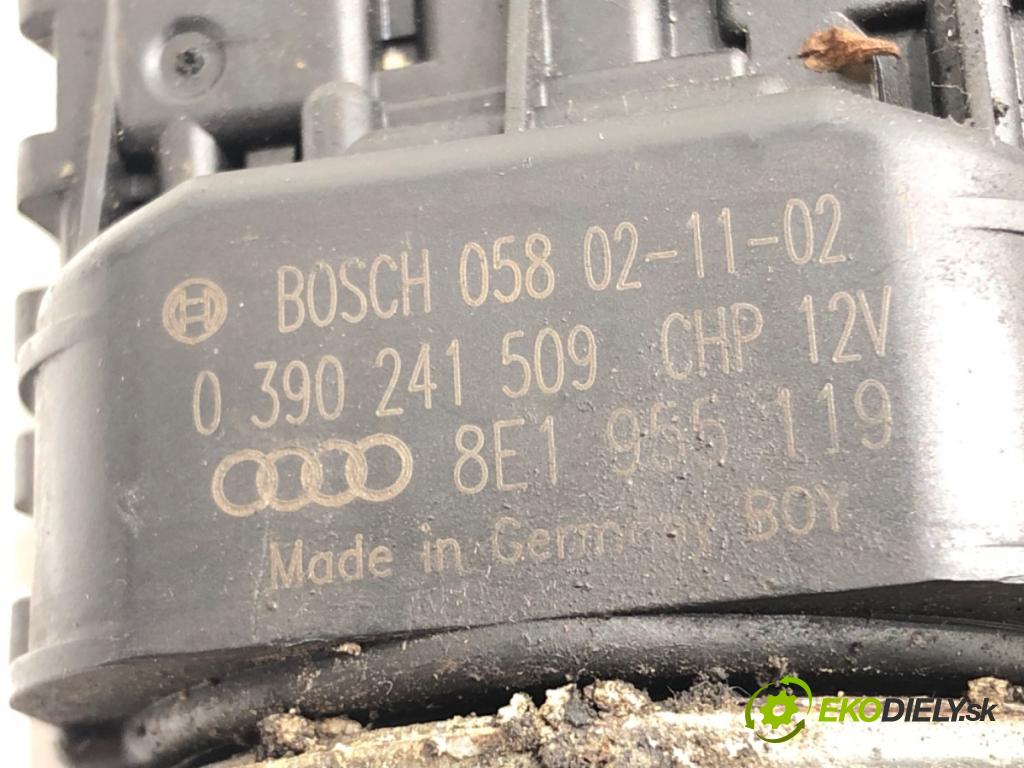 BOSCH 058 02-11-02 1
0 390 241 509 CHP 12V
8E1 955 119
Made in Germany BOY
EKODIELY.sk